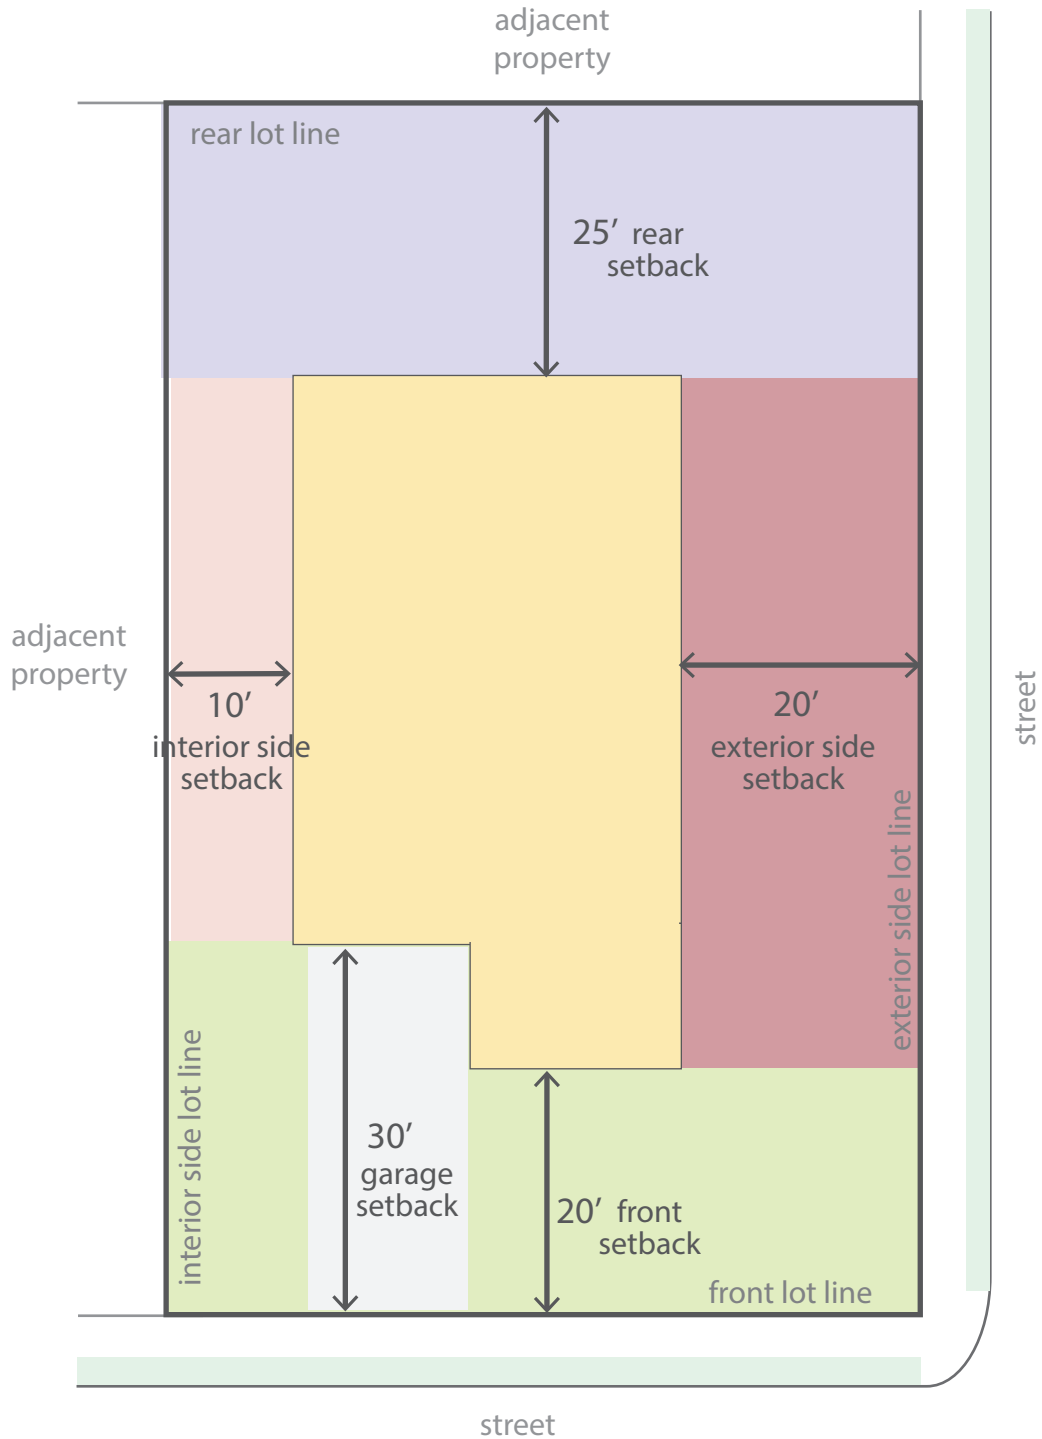 adjacent
property
rear lot line
25’ rear
setback
adjacent
property
10’
interior side
setback
20’
exterior side
setback
street
exterior side lot line
interior side lot line
30’
garage
setback
20’ front
setback
front lot line
street